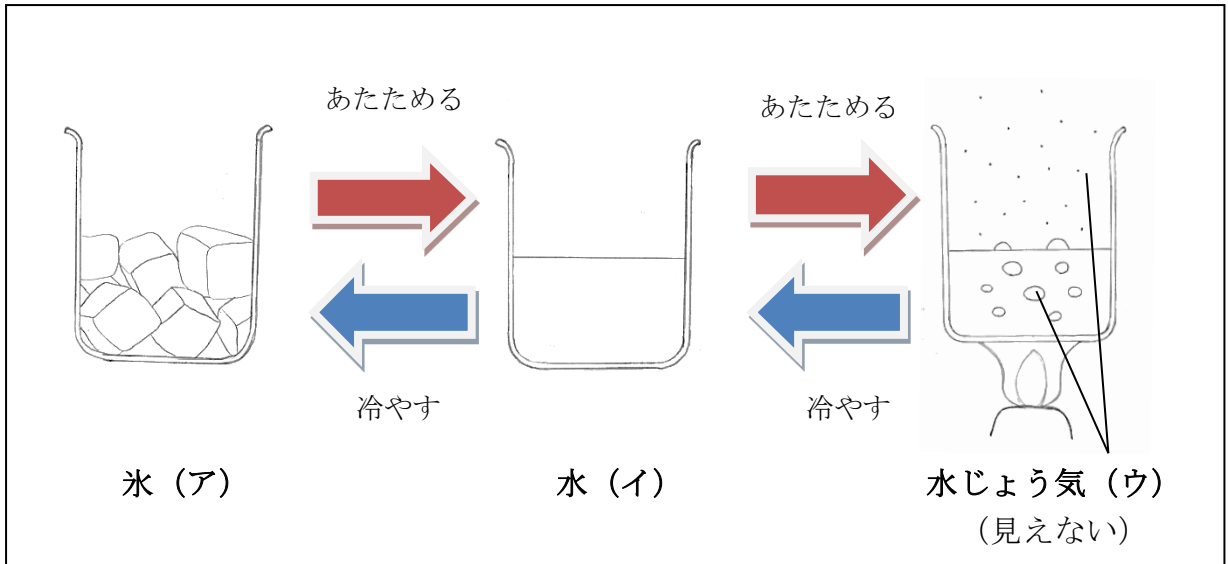 あたためる
あたためる
冷やす
冷やす
氷（ア）
水（イ）
水じょう気（ウ）
（見えない）